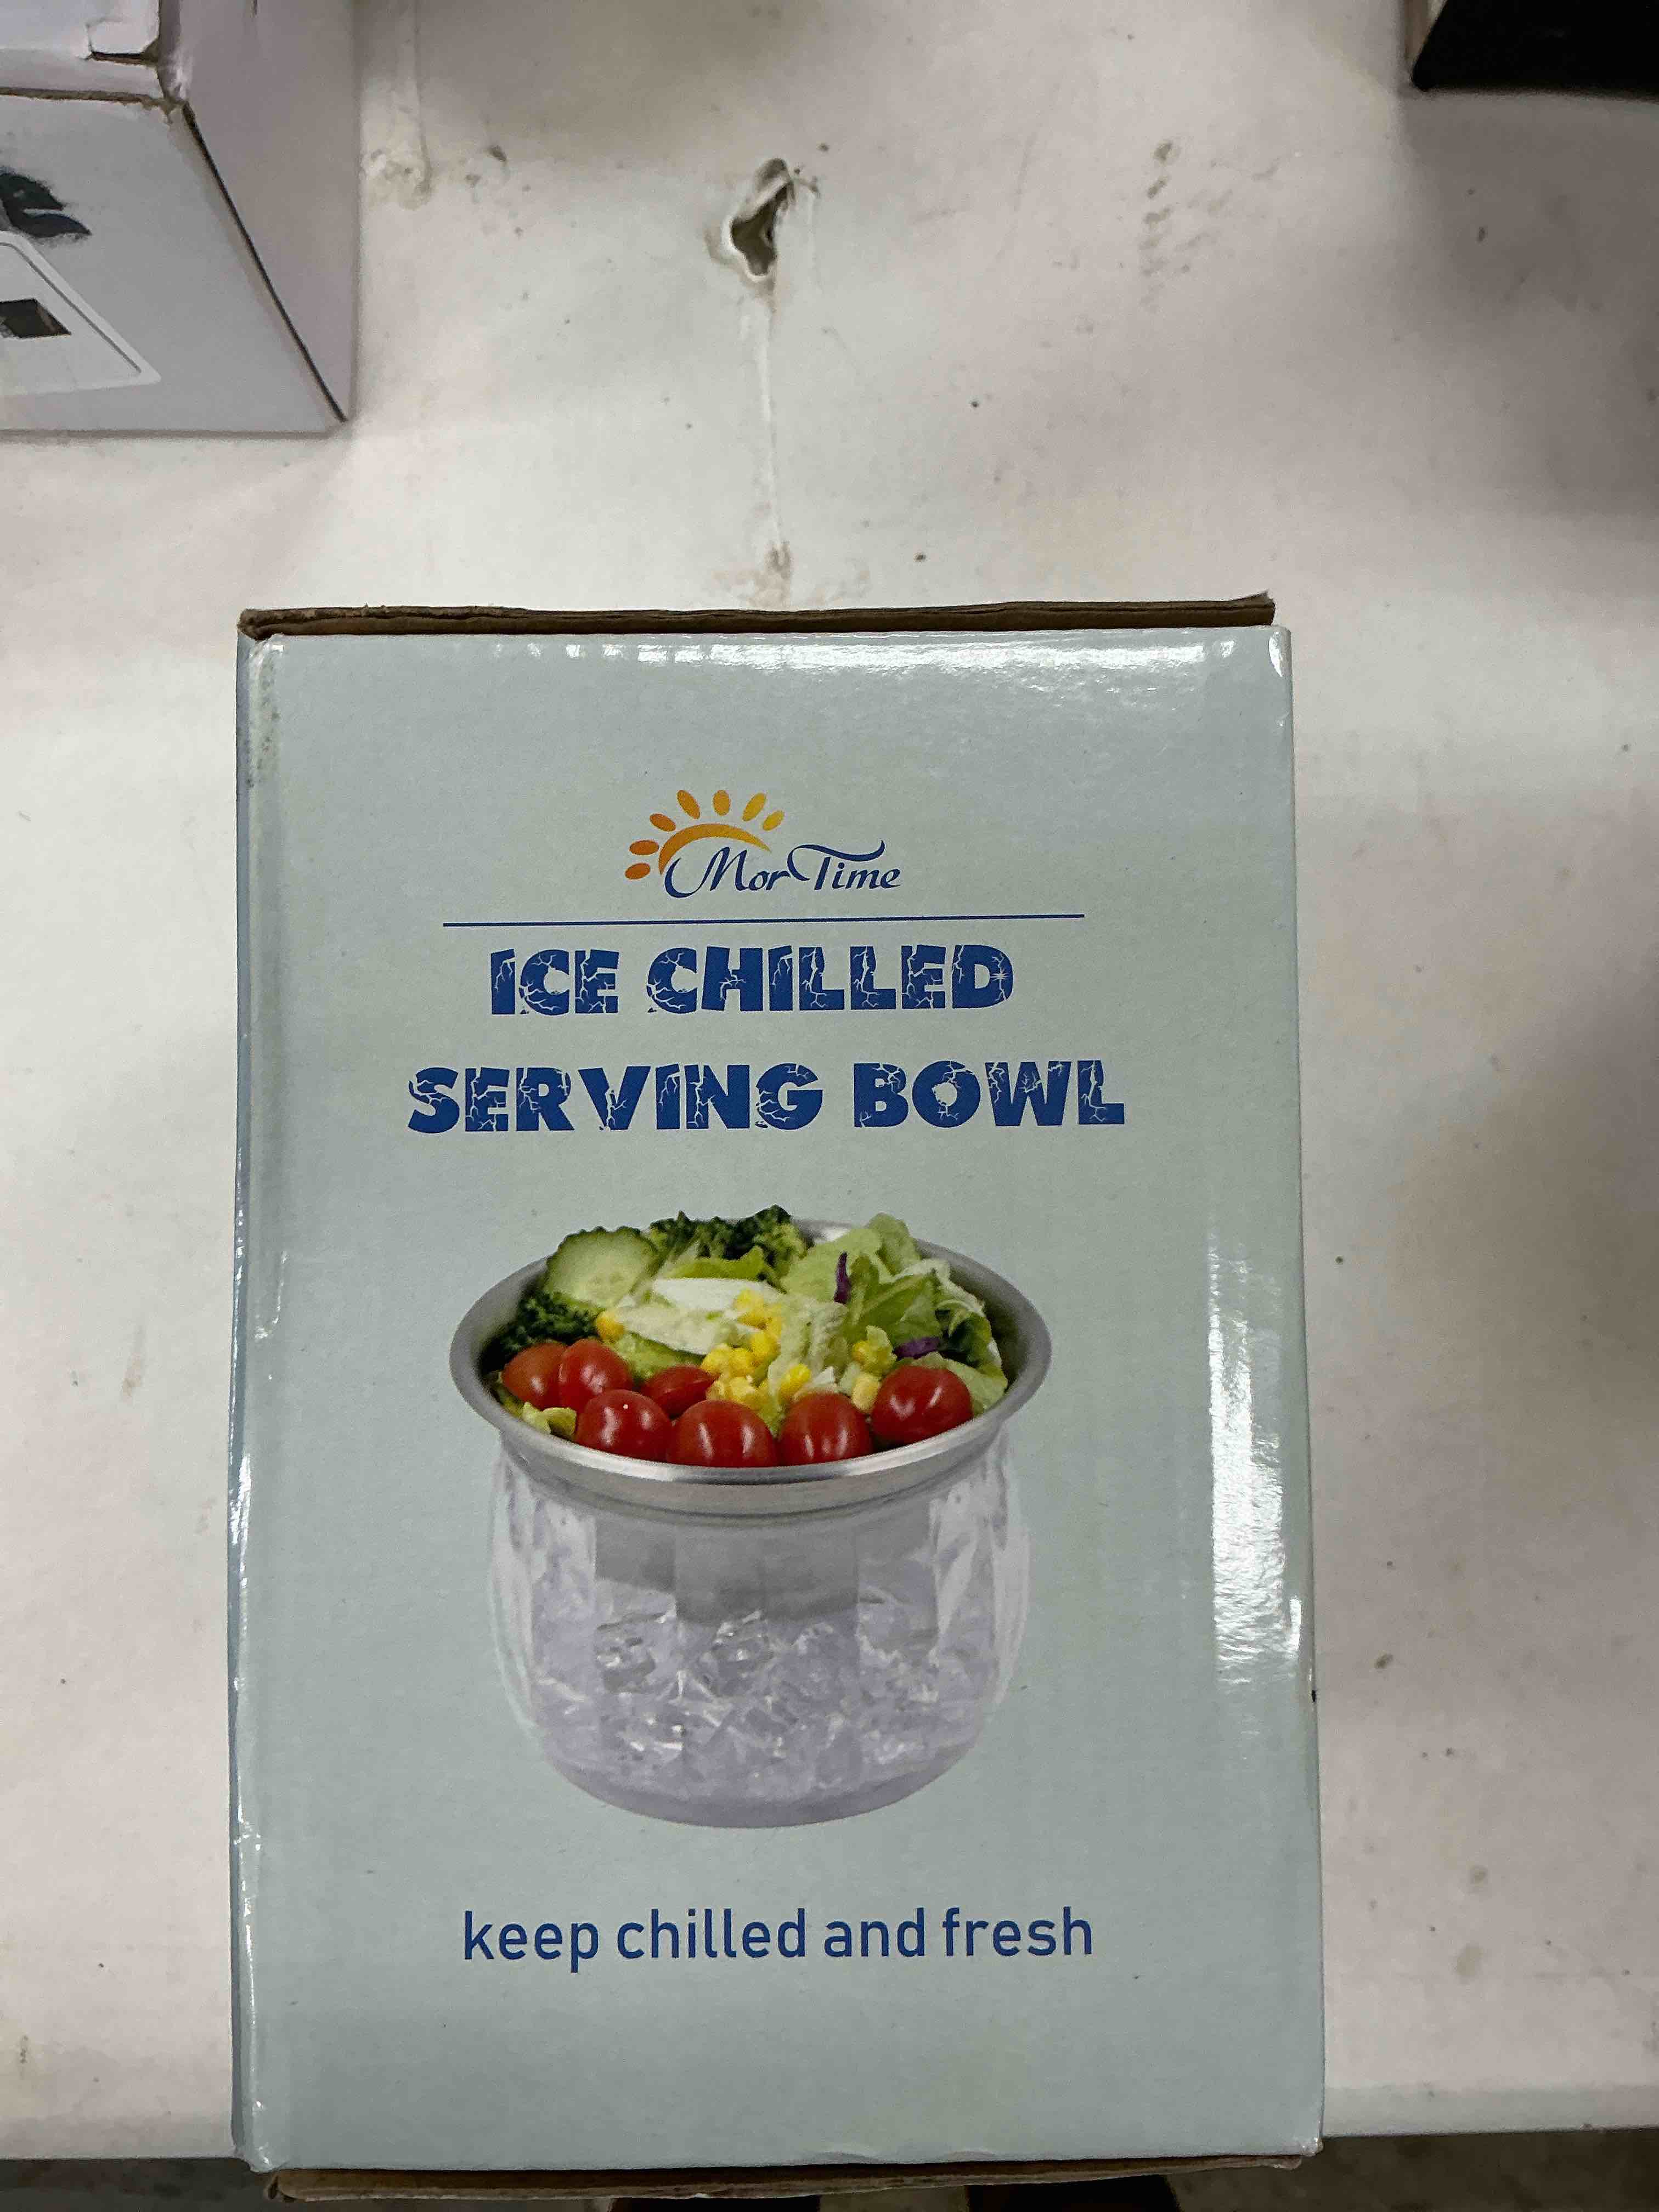 MorTime
ICE CHILLED
SERVING BOWL
keep chilled and fresh